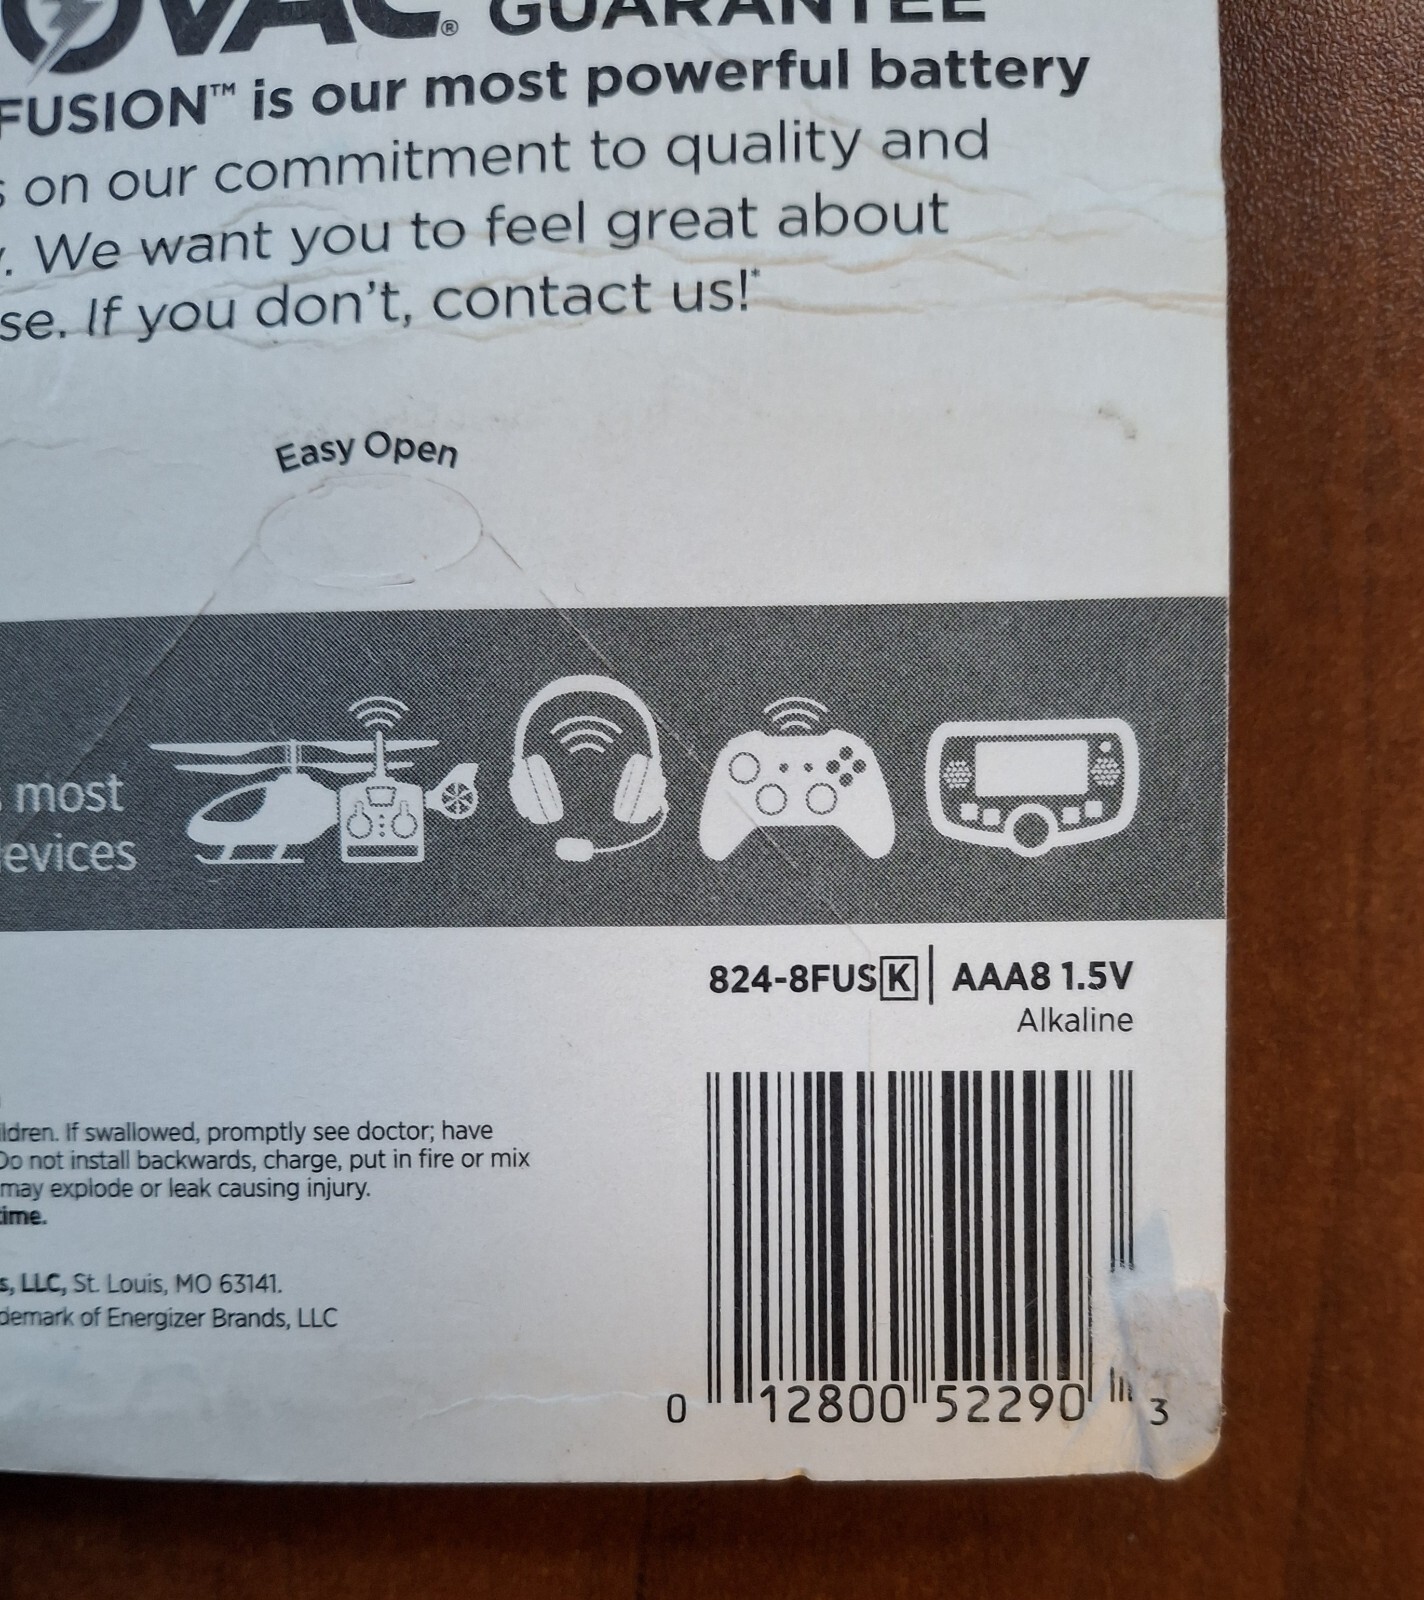 OVAC® GUARANTEE
FUSION™ is our most powerful battery
on our commitment to quality and
. We want you to feel great about
se. If you don't, contact us!*
Easy Open
most
evices
824-8FUS K | AAA8 1.5V
Alkaline
ildren. If swallowed, promptly see doctor; have
Do not install backwards, charge, put in fire or mix
may explode or leak causing injury.
time.
s, LLC, St. Louis, MO 63141.
demark of Energizer Brands, LLC
0 12800 52290 3